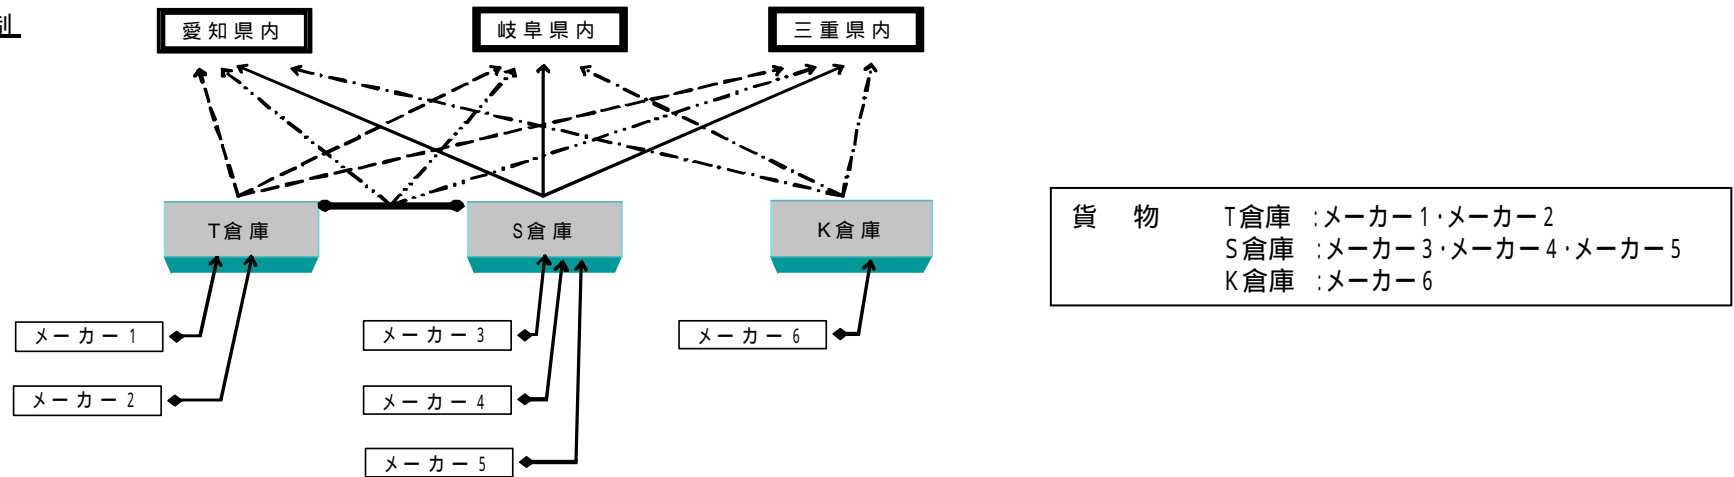 制
愛知県内
岐阜県内
三重県内
T倉庫
S倉庫
K倉庫
貨 物 T倉庫 :メーカー1・メーカー2
S倉庫 :メーカー3・メーカー4・メーカー5
K倉庫 :メーカー6
メーカー1
メーカー3
メーカー6
メーカー2
メーカー4
メーカー5